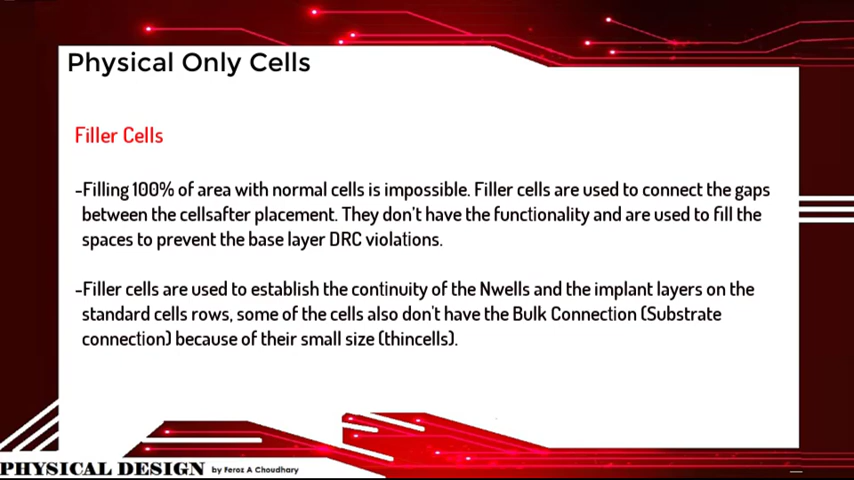 Physical Only Cells
Filler Cells
-Filling 100% of area with normal cells is impossible. Filler cells are used to connect the gaps
between the cellsafter placement. They don't have the functionality and are used to fill the
spaces to prevent the base layer DRC violations.
-Filler cells are used to establish the continuity of the Nwells and the implant layers on the
standard cells rows, some of the cells also don't have the Bulk Connection (Substrate
connection) because of their small size (thincells).
PHYSICAL DESIGN by Feroz A Choudhary